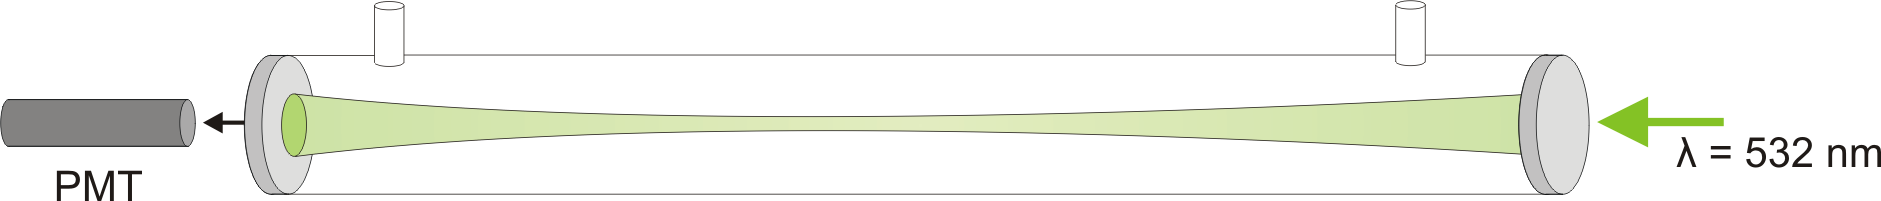 PMT
λ = 532 nm